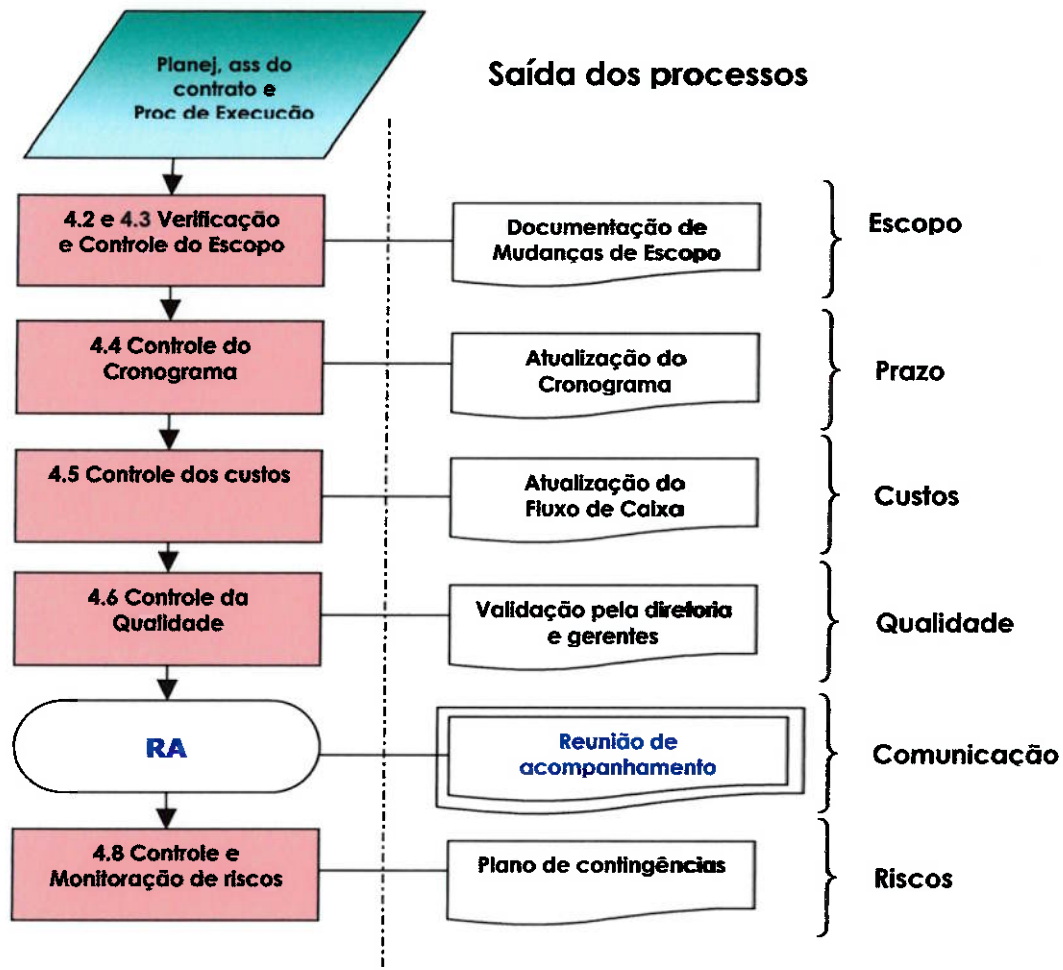 Planej, ass do
contrato e
Proc de Execucão
Saída dos processos
4.2 e 4.3 Verificação
e Controle do Escopo
Documentação de
Mudanças de Escopo
Escopo
4.4 Controle do
Cronograma
Atualização do
Cronograma
Prazo
4.5 Controle dos custos
Atualização do
Fluxo de Caixa
Custos
4.6 Controle da
Qualidade
Validação pela diretoria
e gerentes
Qualidade
RA
Reunião de
acompanhamento
Comunicação
4.8 Controle e
Monitoração de riscos
Plano de contingências
Riscos